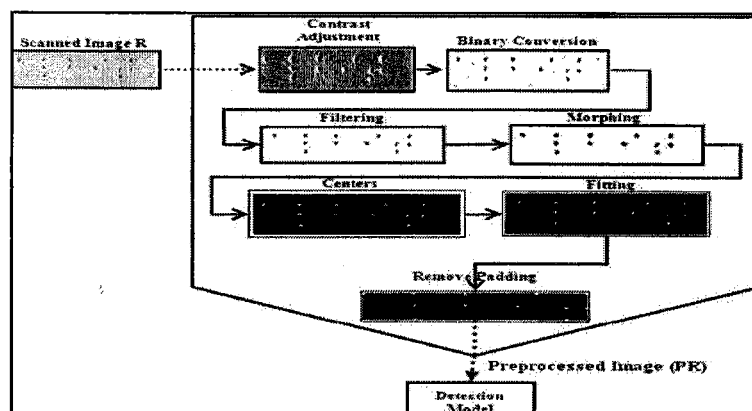 Contrast
Adjustment
Scanned Image R
Binary Conversion
Filtering
Morphing
Centers
Fitting
Remove Padding
Preprocessed Image (PR)
Detection
Model